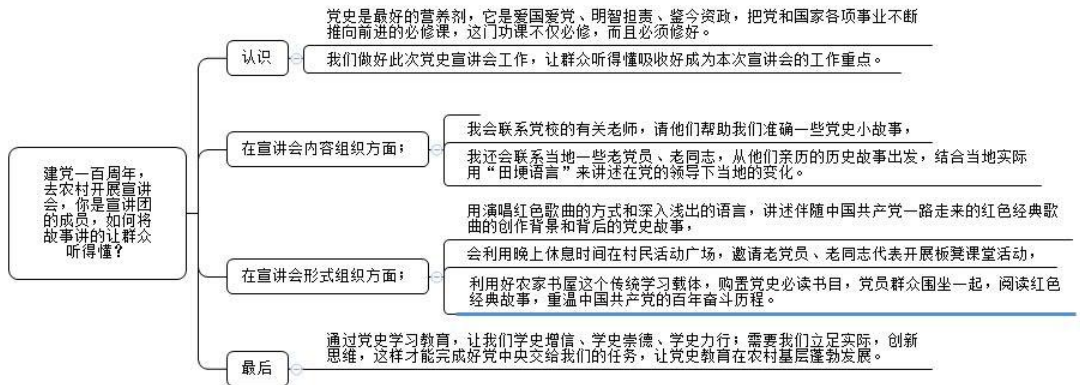 建党一百周年，
去农村开展宣讲
会，你是宣讲团
的成员，如何将
故事讲的让群众
听得懂？
认识
党史是最好的营养剂，它是爱国爱党、明智担责、鉴今资政，把党和国家各项事业不断
推向前进的必修课，这门功课不仅必修，而且必须修好。
我们做好此次党史宣讲会工作，让群众听得懂吸收好成为本次宣讲会的工作重点。
在宣讲会内容组织方面；
我会联系党校的有关老师，请他们帮助我们准确一些党史小故事，
我还会联系当地一些老党员、老同志，从他们亲历的历史故事出发，结合当地实际
用“田埂语言”来讲述在党的领导下当地的变化。
在宣讲会形式组织方面；
用演唱红色歌曲的方式和深入浅出的语言，讲述伴随中国共产党一路走来的红色经典歌
曲的创作背景和背后的党史故事，
会利用晚上休息时间在村民活动广场，邀请老党员、老同志代表开展板凳课堂活动，
利用好农家书屋这个传统学习载体，购置党史必读书目，党员群众围坐一起，阅读红色
经典故事，重温中国共产党的百年奋斗历程。
最后
通过党史学习教育，让我们学史增信、学史崇德、学史力行；需要我们立足实际，创新
思维，这样才能完成好党中央交给我们的任务，让党史教育在农村基层蓬勃发展。